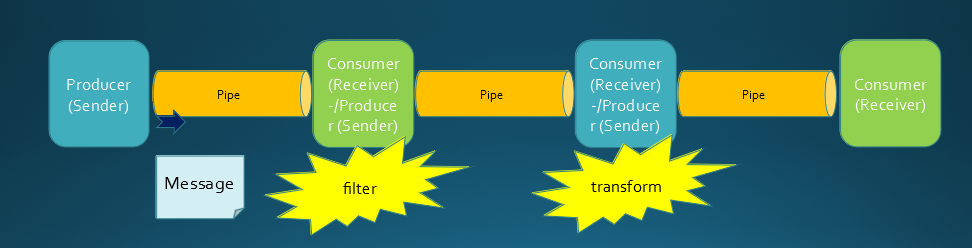 Producer
(Sender)
Pipe
Consumer
(Receiver)
-/Produce
r (Sender)
Pipe
Consumer
(Receiver)
-/Produce
r (Sender)
Pipe
Consumer
(Receiver)
Message
filter
transform